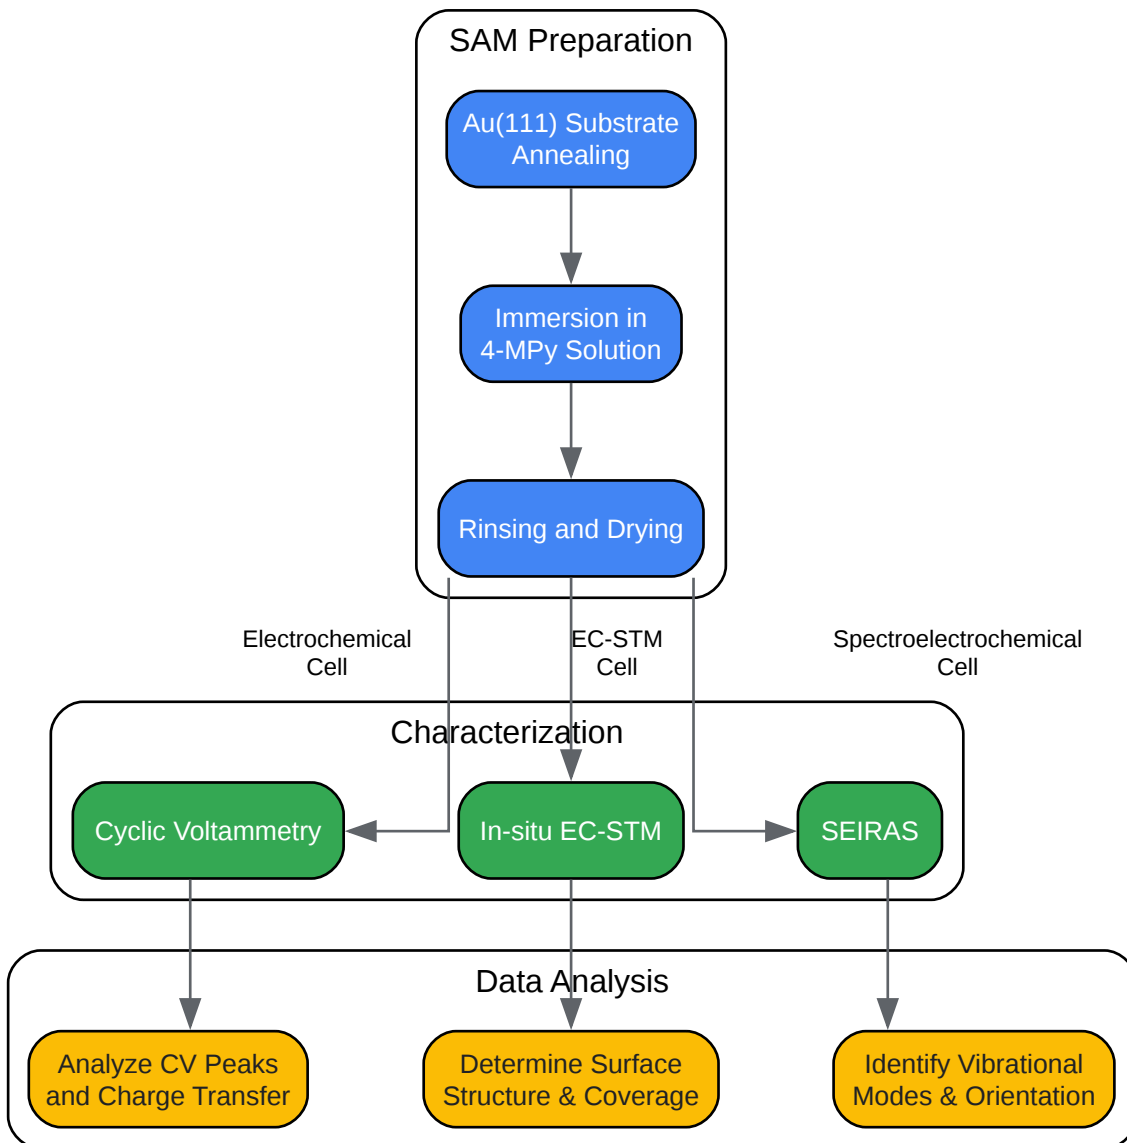 SAM Preparation
Au(111) Substrate
Annealing
Immersion in
4-MPy Solution
Rinsing and Drying
Electrochemical
Cell
EC-STM
Cell
Spectroelectrochemical
Cell
Characterization
Cyclic Voltammetry
In-situ EC-STM
SEIRAS
Data Analysis
Analyze CV Peaks
and Charge Transfer
Determine Surface
Structure & Coverage
Identify Vibrational
Modes & Orientation